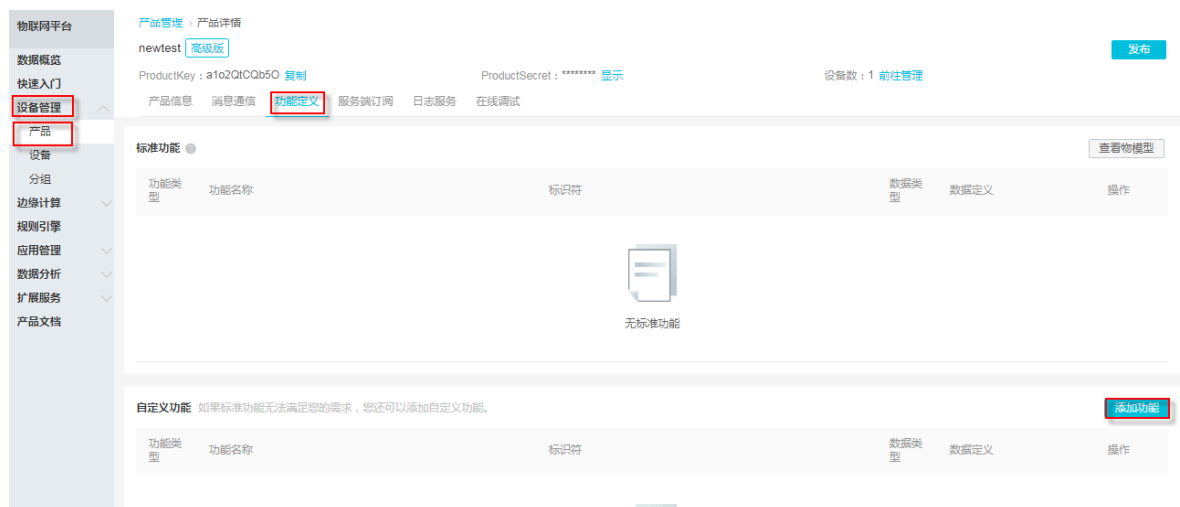 物联网平台
数据概览
快速入门
设备管理
产品
设备
分组
边缘计算
规则引擎
应用管理
数据分析
扩展服务
产品文档
产品管理 > 产品详情
newtest 高级版
发布
ProductKey : a1o2QtCQb5O 复制 ProductSecret : ******** 显示 设备数 : 1 前往管理
产品信息 消息通信 功能定义 服务端订阅 日志服务 在线调试
标准功能
查看物模型
功能类型 功能名称 标识符 数据类型 数据定义 操作
无标准功能
自定义功能 如果标准功能无法满足您的需求，您还可以添加自定义功能。
添加功能
功能类型 功能名称 标识符 数据类型 数据定义 操作